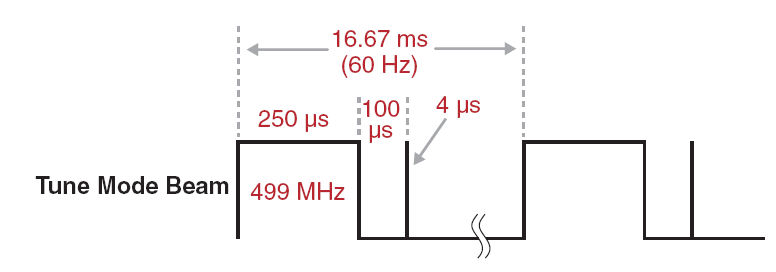 16.67 ms
(60 Hz)
250 µs
100
µs
4 µs
Tune Mode Beam
499 MHz